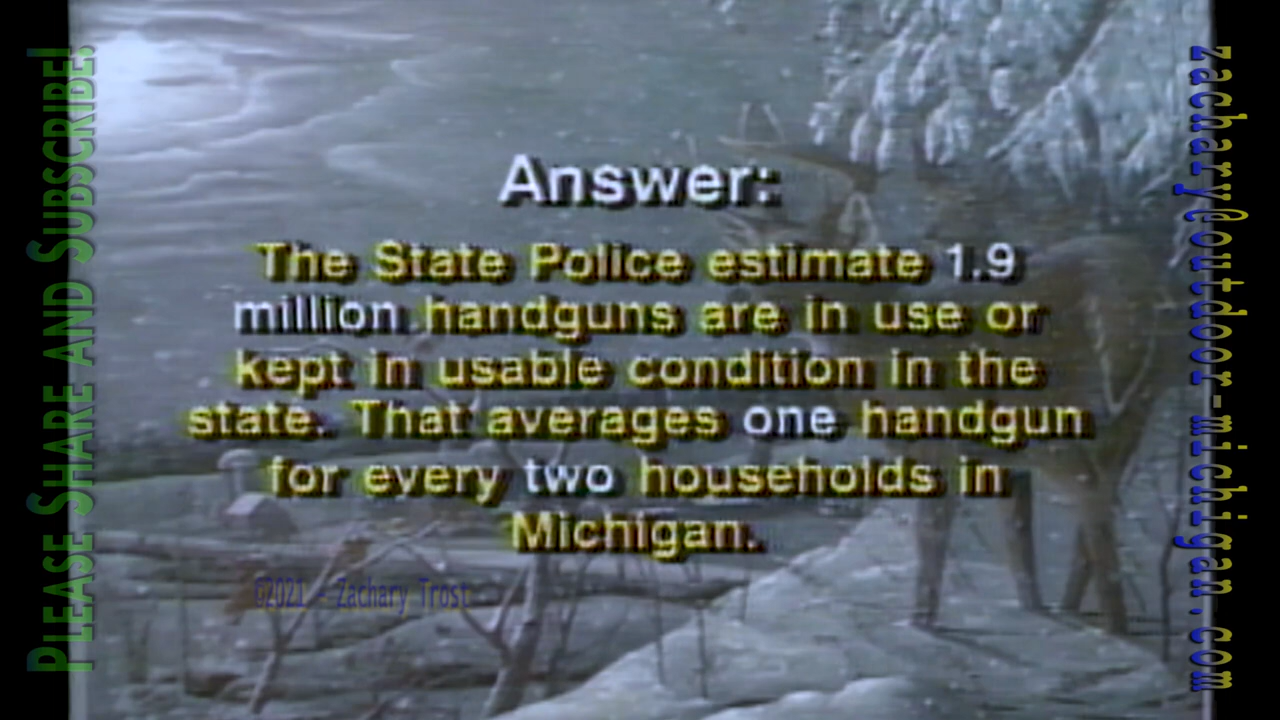 PLEASE SHARE AND SUBSCRIBE!
Answer:
The State Police estimate 1.9
million handguns are in use or
kept in usable condition in the
state. That averages one handgun
for every two households in
Michigan.
©2021 - Zachary Trost
zachary@outdoor-michigan.com